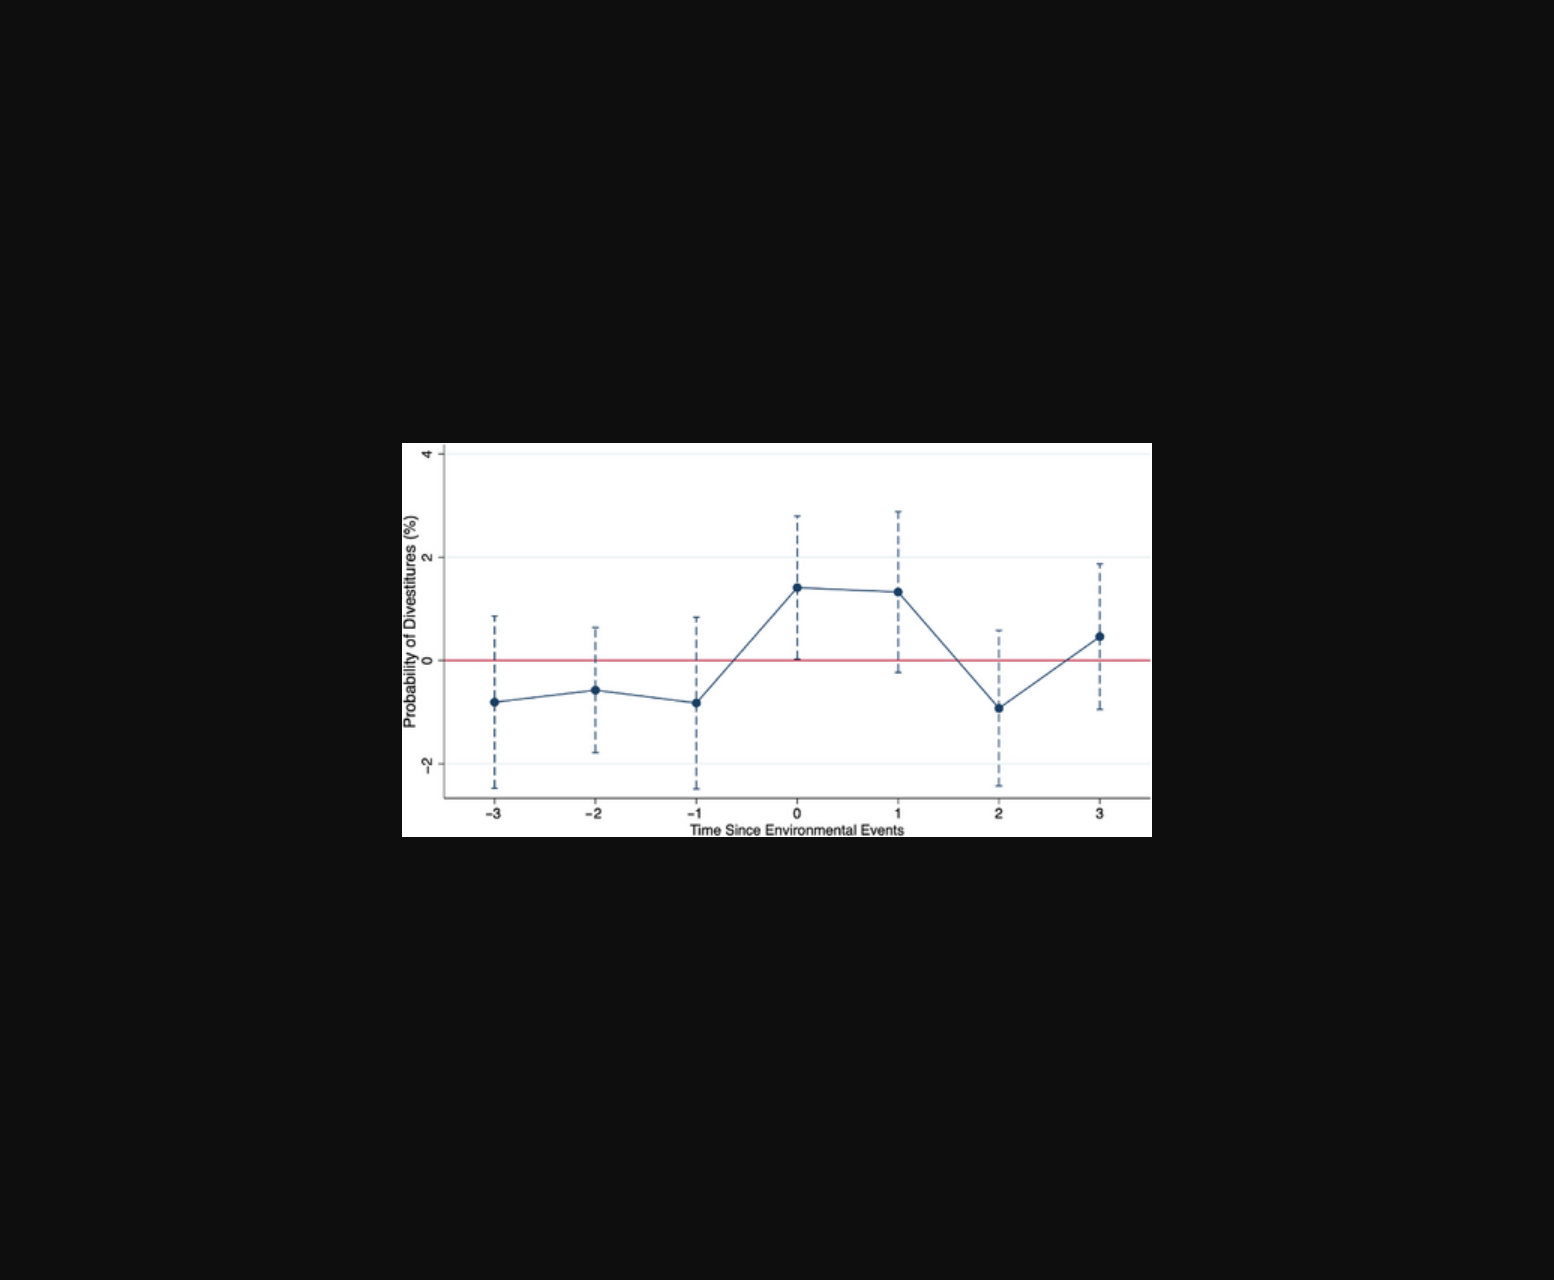 Probability of Divestitures (%)
4
2
0
−2
−3 −2 −1 0 1 2 3
Time Since Environmental Events